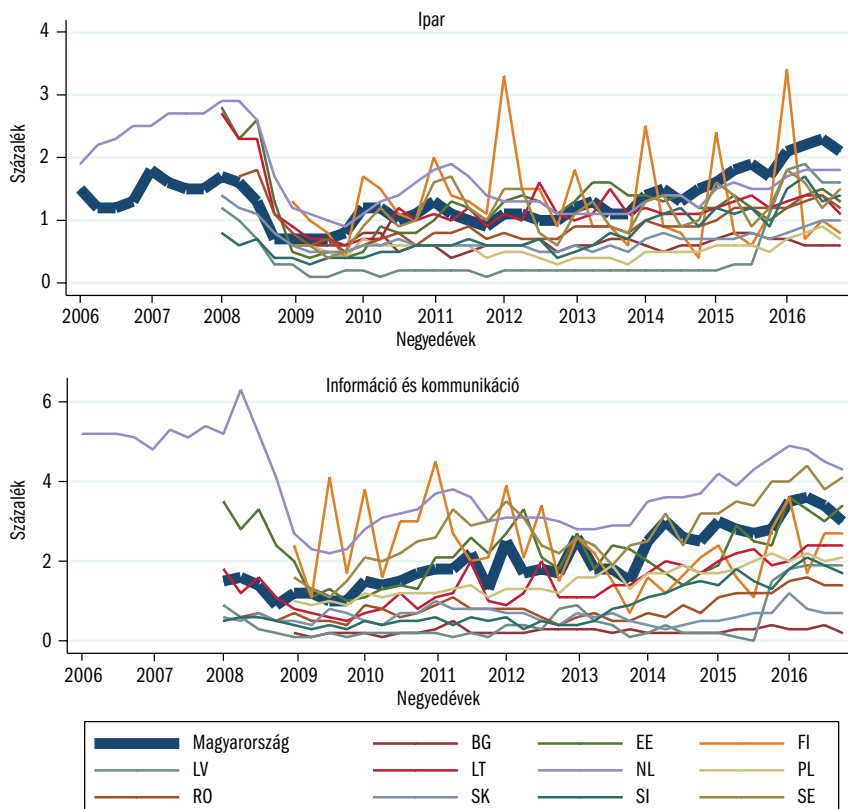 Ipar
4
3
2
1
0
Százalék
2006 2007 2008 2009 2010 2011 2012 2013 2014 2015 2016
Negyedévek
Információ és kommunikáció
6
4
2
0
Százalék
2006 2007 2008 2009 2010 2011 2012 2013 2014 2015 2016
Negyedévek
Magyarország BG EE FI
LV LT NL PL
RO SK SI SE